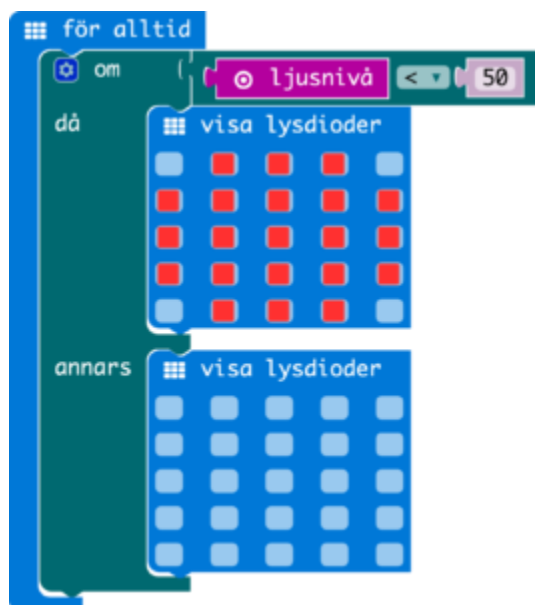 för alltid
om ljusnivå < 50
då visa lysdioder
annars visa lysdioder